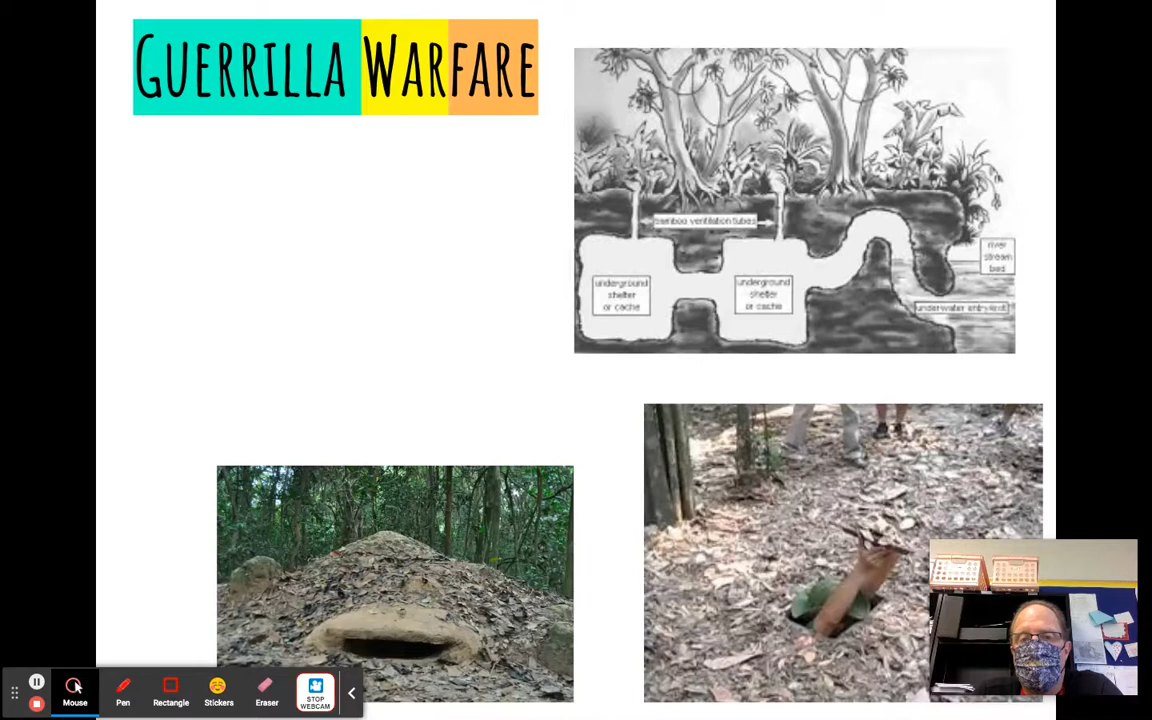 Guerrilla Warfare
bamboo ventilation tubes
river
stream
bed
underground
shelter
or cache
underground
shelter
or cache
underwater entry/exit
Mouse
Pen
Rectangle
Stickers
Eraser
STOP
WEBCAM